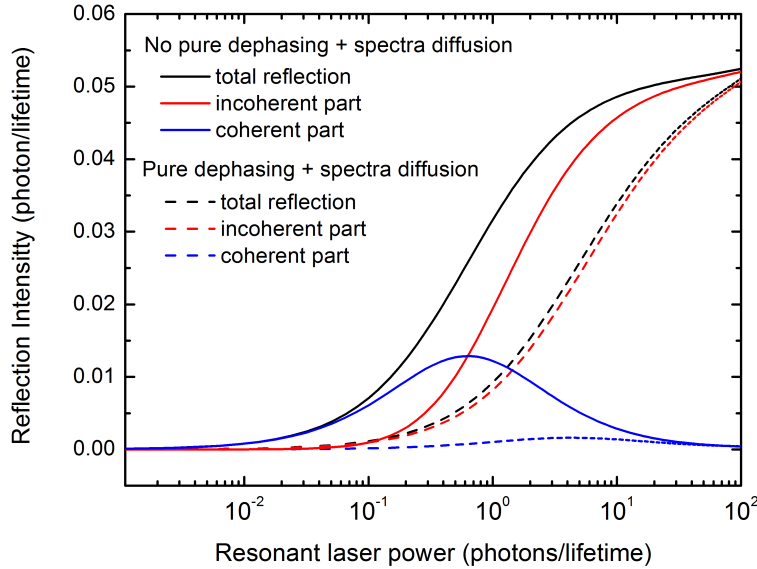 0.06
0.05
0.04
0.03
0.02
0.01
0.00
Reflection Intensitty (photon/lifetime)
No pure dephasing + spectra diffusion
total reflection
incoherent part
coherent part
Pure dephasing + spectra diffusion
total reflection
incoherent part
coherent part
10⁻² 10⁻¹ 10⁰ 10¹ 10²
Resonant laser power (photons/lifetime)